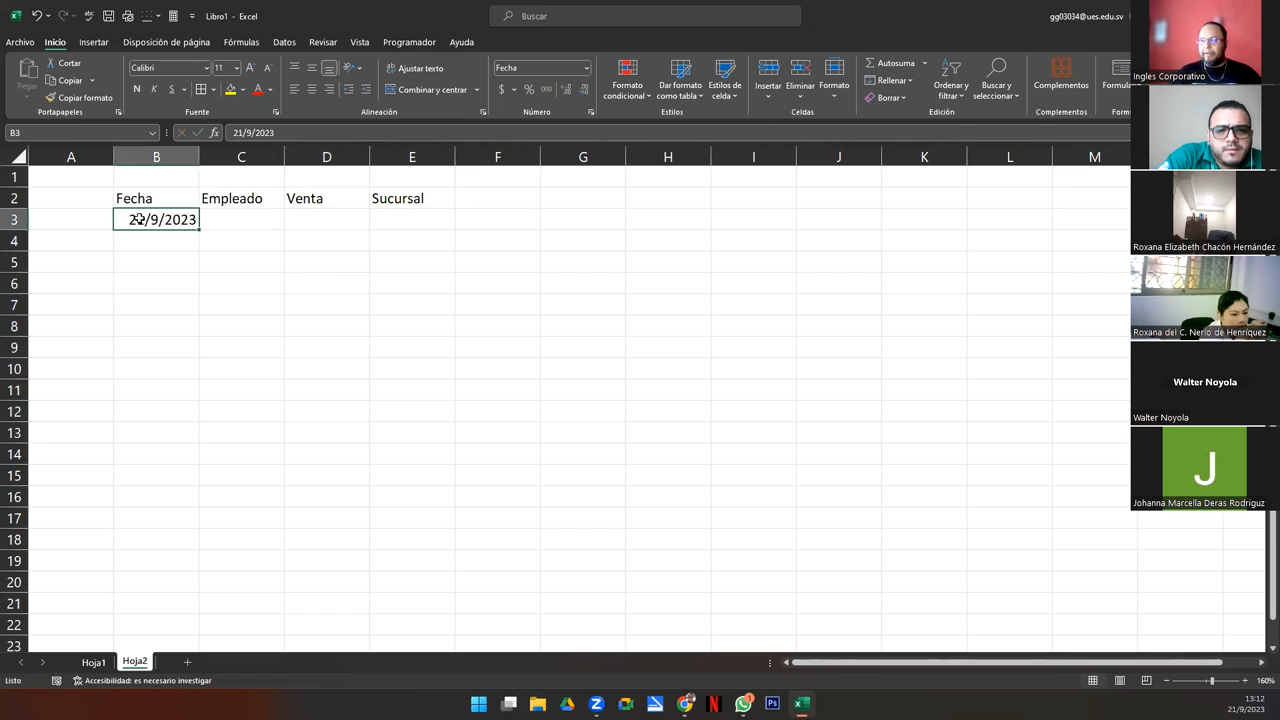 Libro1 - Excel
Buscar
gg03034@ues.edu.sv
Archivo Inicio Insertar Disposición de página Fórmulas Datos Revisar Vista Programador Ayuda
Pegar
Cortar
Copiar
Copiar formato
Portapapeles
Calibri 11
N K S
Fuente
Ajustar texto
Combinar y centrar
Alineación
Fecha
$ % 000
Número
Formato condicional
Dar formato como tabla
Estilos de celda
Estilos
Insertar Eliminar Formato
Celdas
Autosuma
Rellenar
Borrar
Ordenar y filtrar
Buscar y seleccionar
Edición
Complementos
Complementos
B3 fx 21/9/2023
A B C D E F G H I J K L M
1
2 Fecha Empleado Venta Sucursal
3 21/9/2023
4
5
6
7
8
9
10
11
12
13
14
15
16
17
18
19
20
21
22
23
Hoja1 Hoja2
Listo
Accesibilidad: es necesario investigar
160%
13:12
21/9/2023
Ingles Corporativo
Roxana Elizabeth Chacón Hernández
Roxana del C. Nerio de Henríquez
Walter Noyola
Walter Noyola
J
Johanna Marcella Deras Rodríguz